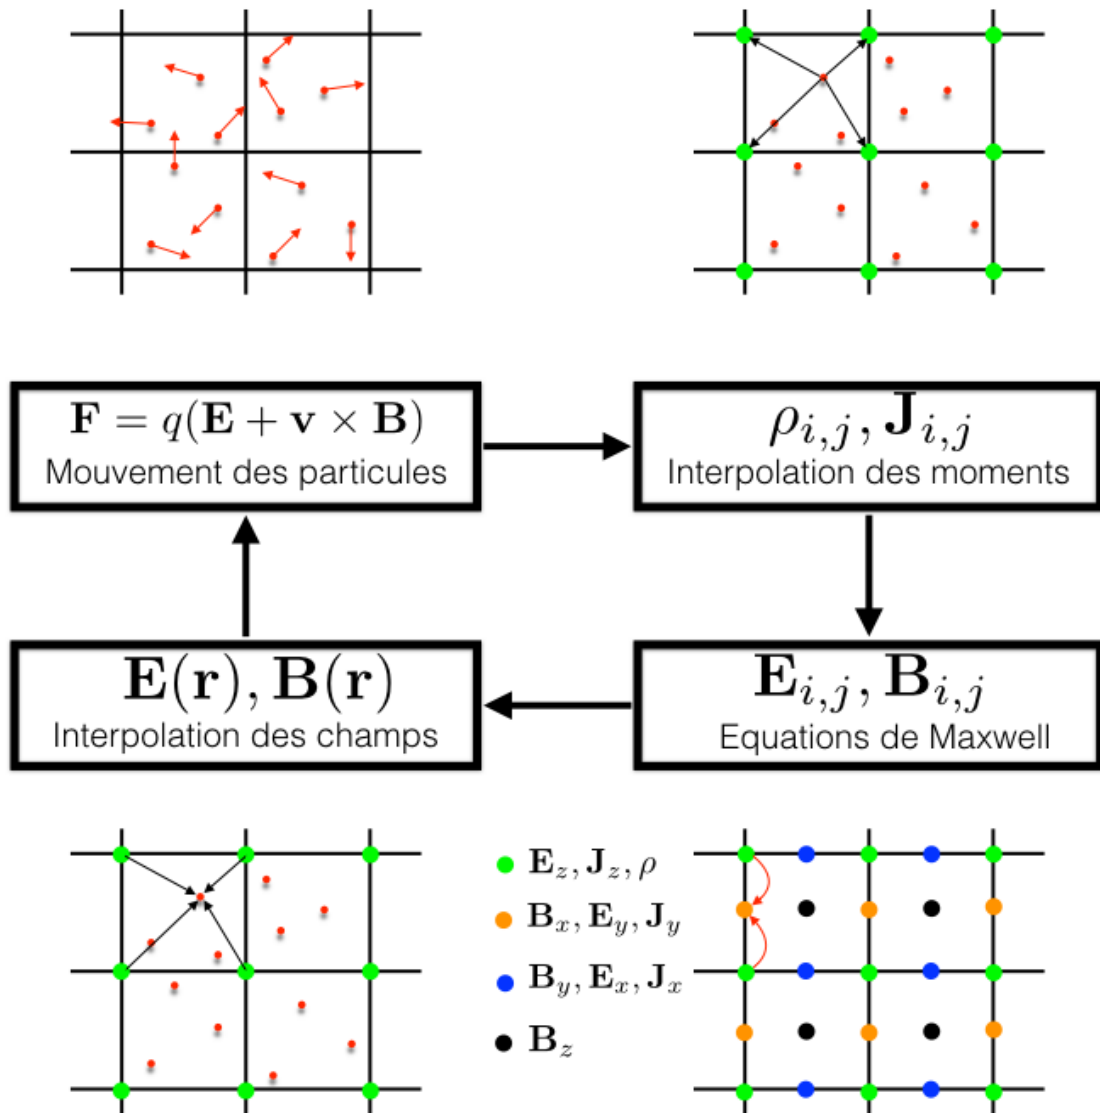 F = q(E + v × B)
Mouvement des particules
ρ_{i,j}, J_{i,j}
Interpolation des moments
E(r), B(r)
Interpolation des champs
E_{i,j}, B_{i,j}
Equations de Maxwell
E_z, J_z, ρ
B_x, E_y, J_y
B_y, E_x, J_x
B_z